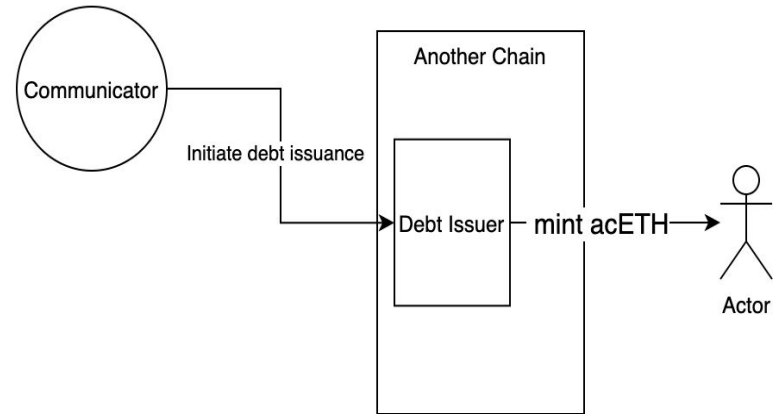 Another Chain
Communicator
Initiate debt issuance
Debt Issuer
mint acETH
Actor